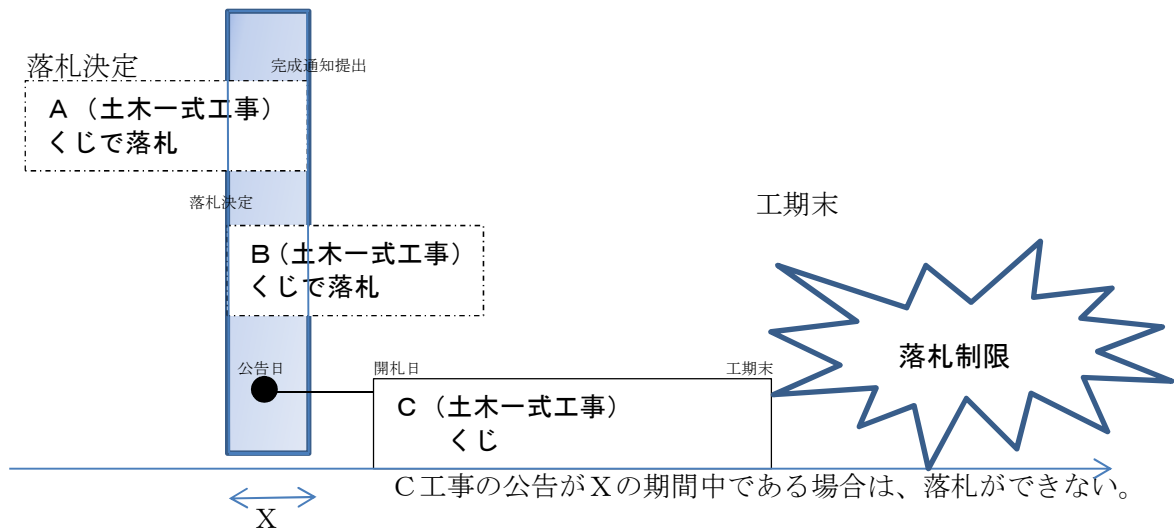 落札決定
完成通知提出
A（土木一式工事）
くじで落札
落札決定
工期末
B（土木一式工事）
くじで落札
落札制限
公告日
開札日
工期末
C（土木一式工事）
くじ
C工事の公告がXの期間中である場合は、落札ができない。
X